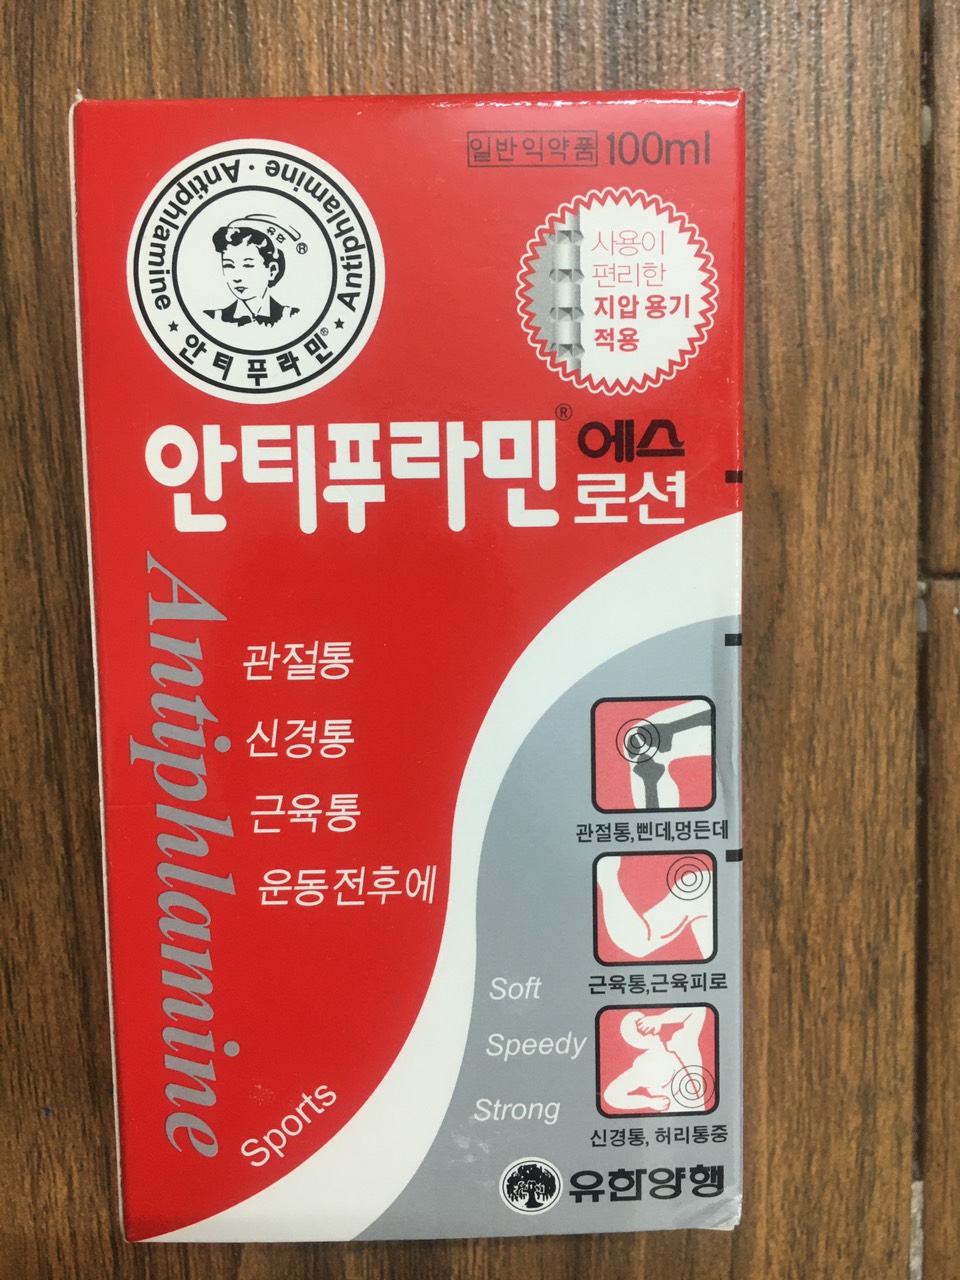 일반익약품 100ml
Antiphlamine · Antiphlamine
유한 ®
★ 안티푸라민® ★
사용이
편리한
지압 용기
적용
안티푸라민® 에스
로션
Antiphlamine
관절통
신경통
근육통
운동전후에
관절통,삔데,멍든데
근육통,근육피로
Soft
Speedy
Strong
신경통, 허리통중
Sports
유한양행